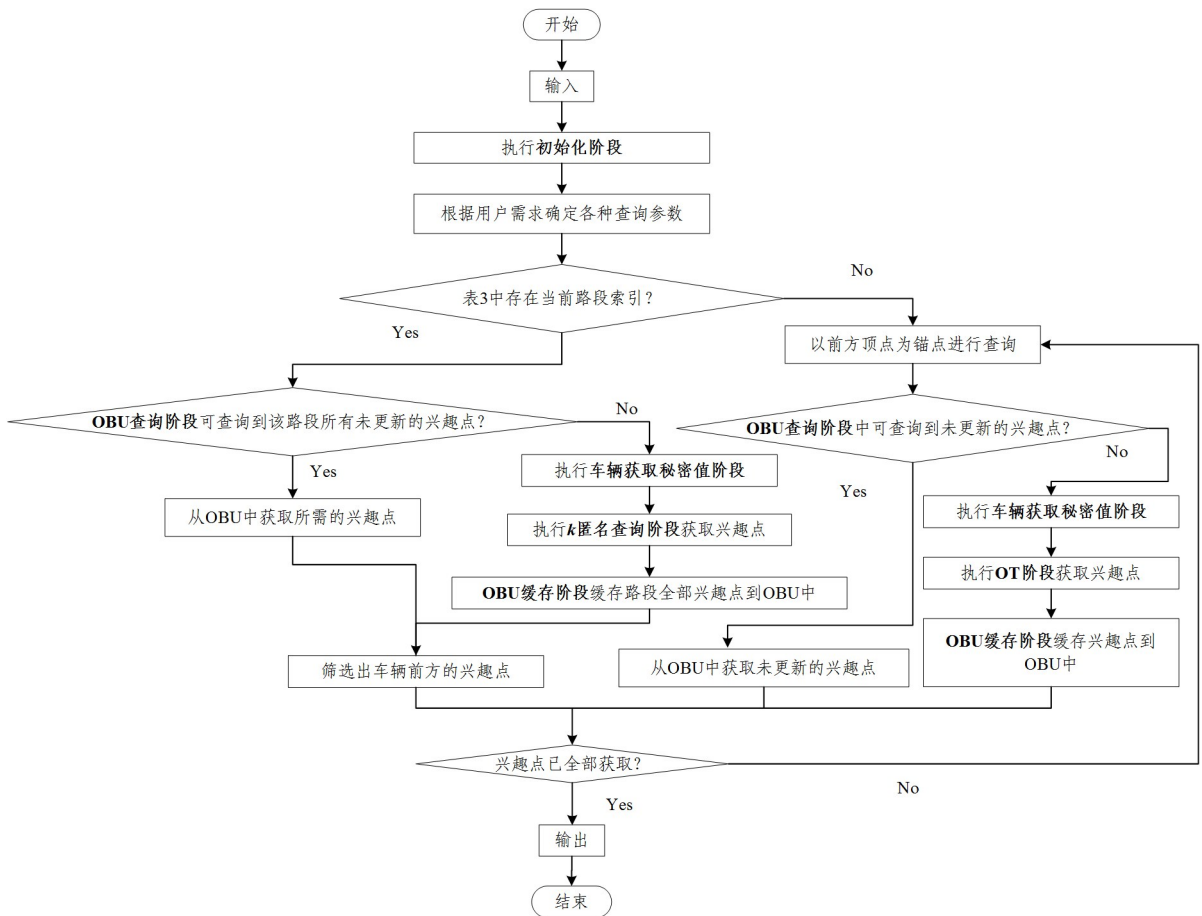 开始
输入
执行初始化阶段
根据用户需求确定各种查询参数
No
表3中存在当前路段索引?
Yes
以前方顶点为锚点进行查询
OBU查询阶段可查询到该路段所有未更新的兴趣点?
No
OBU查询阶段中可查询到未更新的兴趣点?
No
Yes
执行车辆获取秘密值阶段
Yes
从OBU中获取所需的兴趣点
执行k匿名查询阶段获取兴趣点
执行车辆获取秘密值阶段
执行OT阶段获取兴趣点
OBU缓存阶段缓存路段全部兴趣点到OBU中
OBU缓存阶段缓存兴趣点到
OBU中
筛选出车辆前方的兴趣点
从OBU中获取未更新的兴趣点
兴趣点已全部获取?
No
Yes
输出
结束